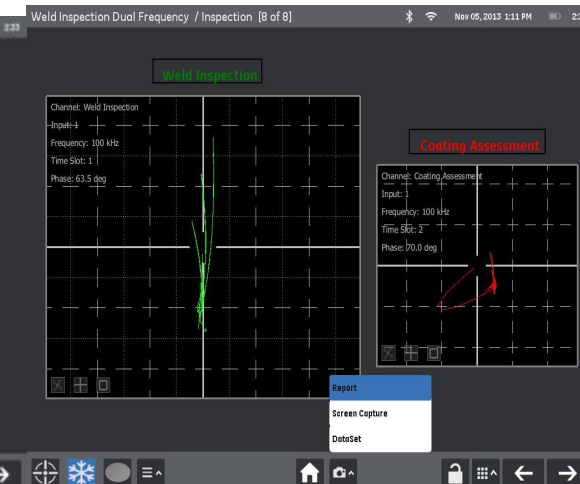 Weld Inspection Dual Frequency / Inspection [8 of 8]
Nov 05, 2013 1:11 PM
2:33
Weld Inspection
Channel: Weld Inspection
Input: 1
Frequency: 100 kHz
Time Slot: 1
Phase: 63.5 deg
Coating Assessment
Channel: Coating Assessment
Input: 1
Frequency: 100 kHz
Time Slot: 2
Phase: 70.0 deg
Report
Screen Capture
DataSet